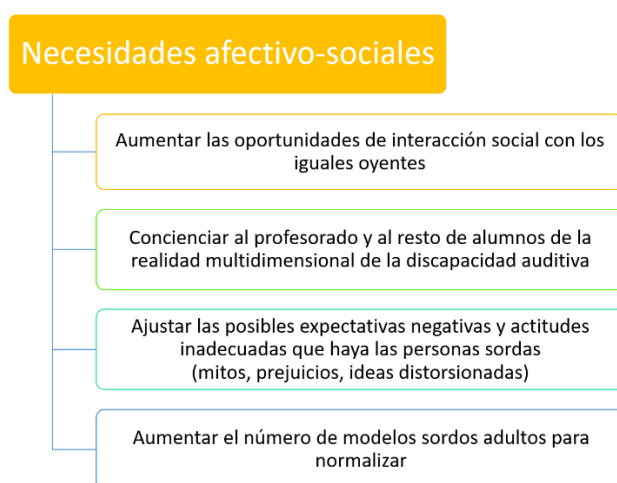 Necesidades afectivo-sociales
Aumentar las oportunidades de interacción social con los
iguales oyentes
Concienciar al profesorado y al resto de alumnos de la
realidad multidimensional de la discapacidad auditiva
Ajustar las posibles expectativas negativas y actitudes
inadecuadas que haya las personas sordas
(mitos, prejuicios, ideas distorsionadas)
Aumentar el número de modelos sordos adultos para
normalizar